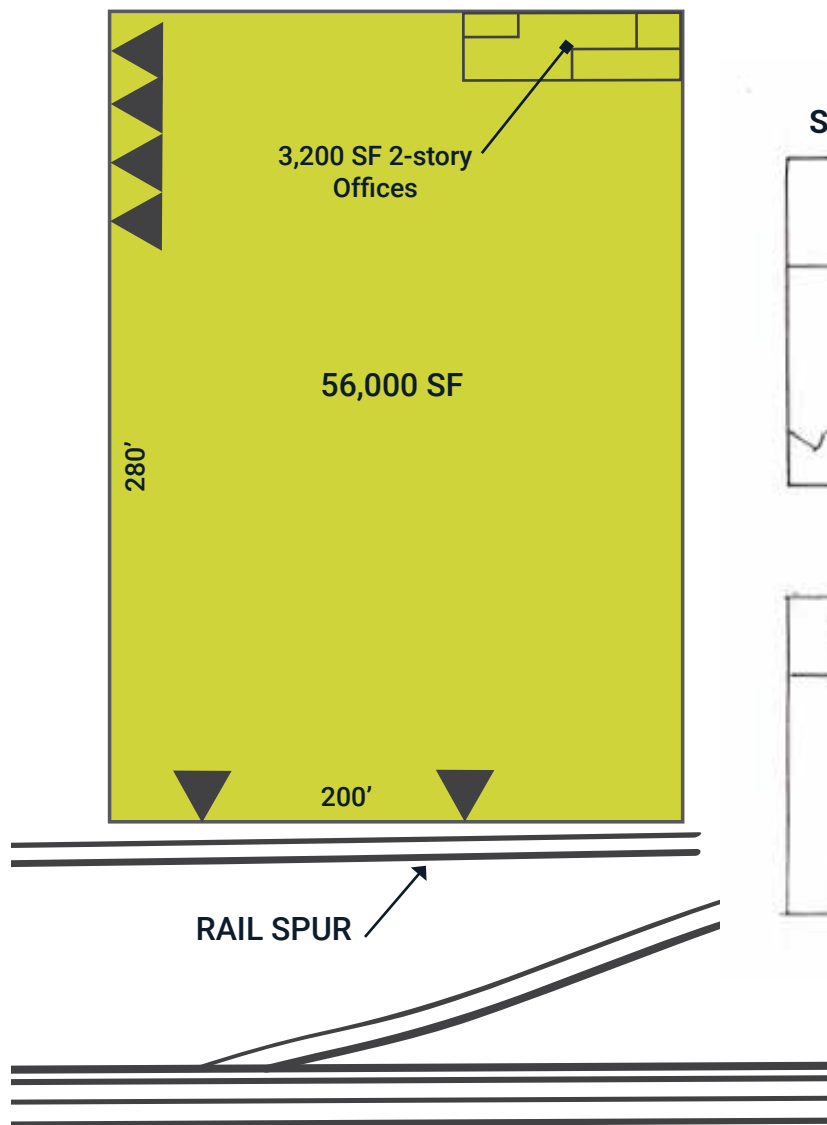 3,200 SF 2-story
Offices
S
56,000 SF
280’
200’
RAIL SPUR